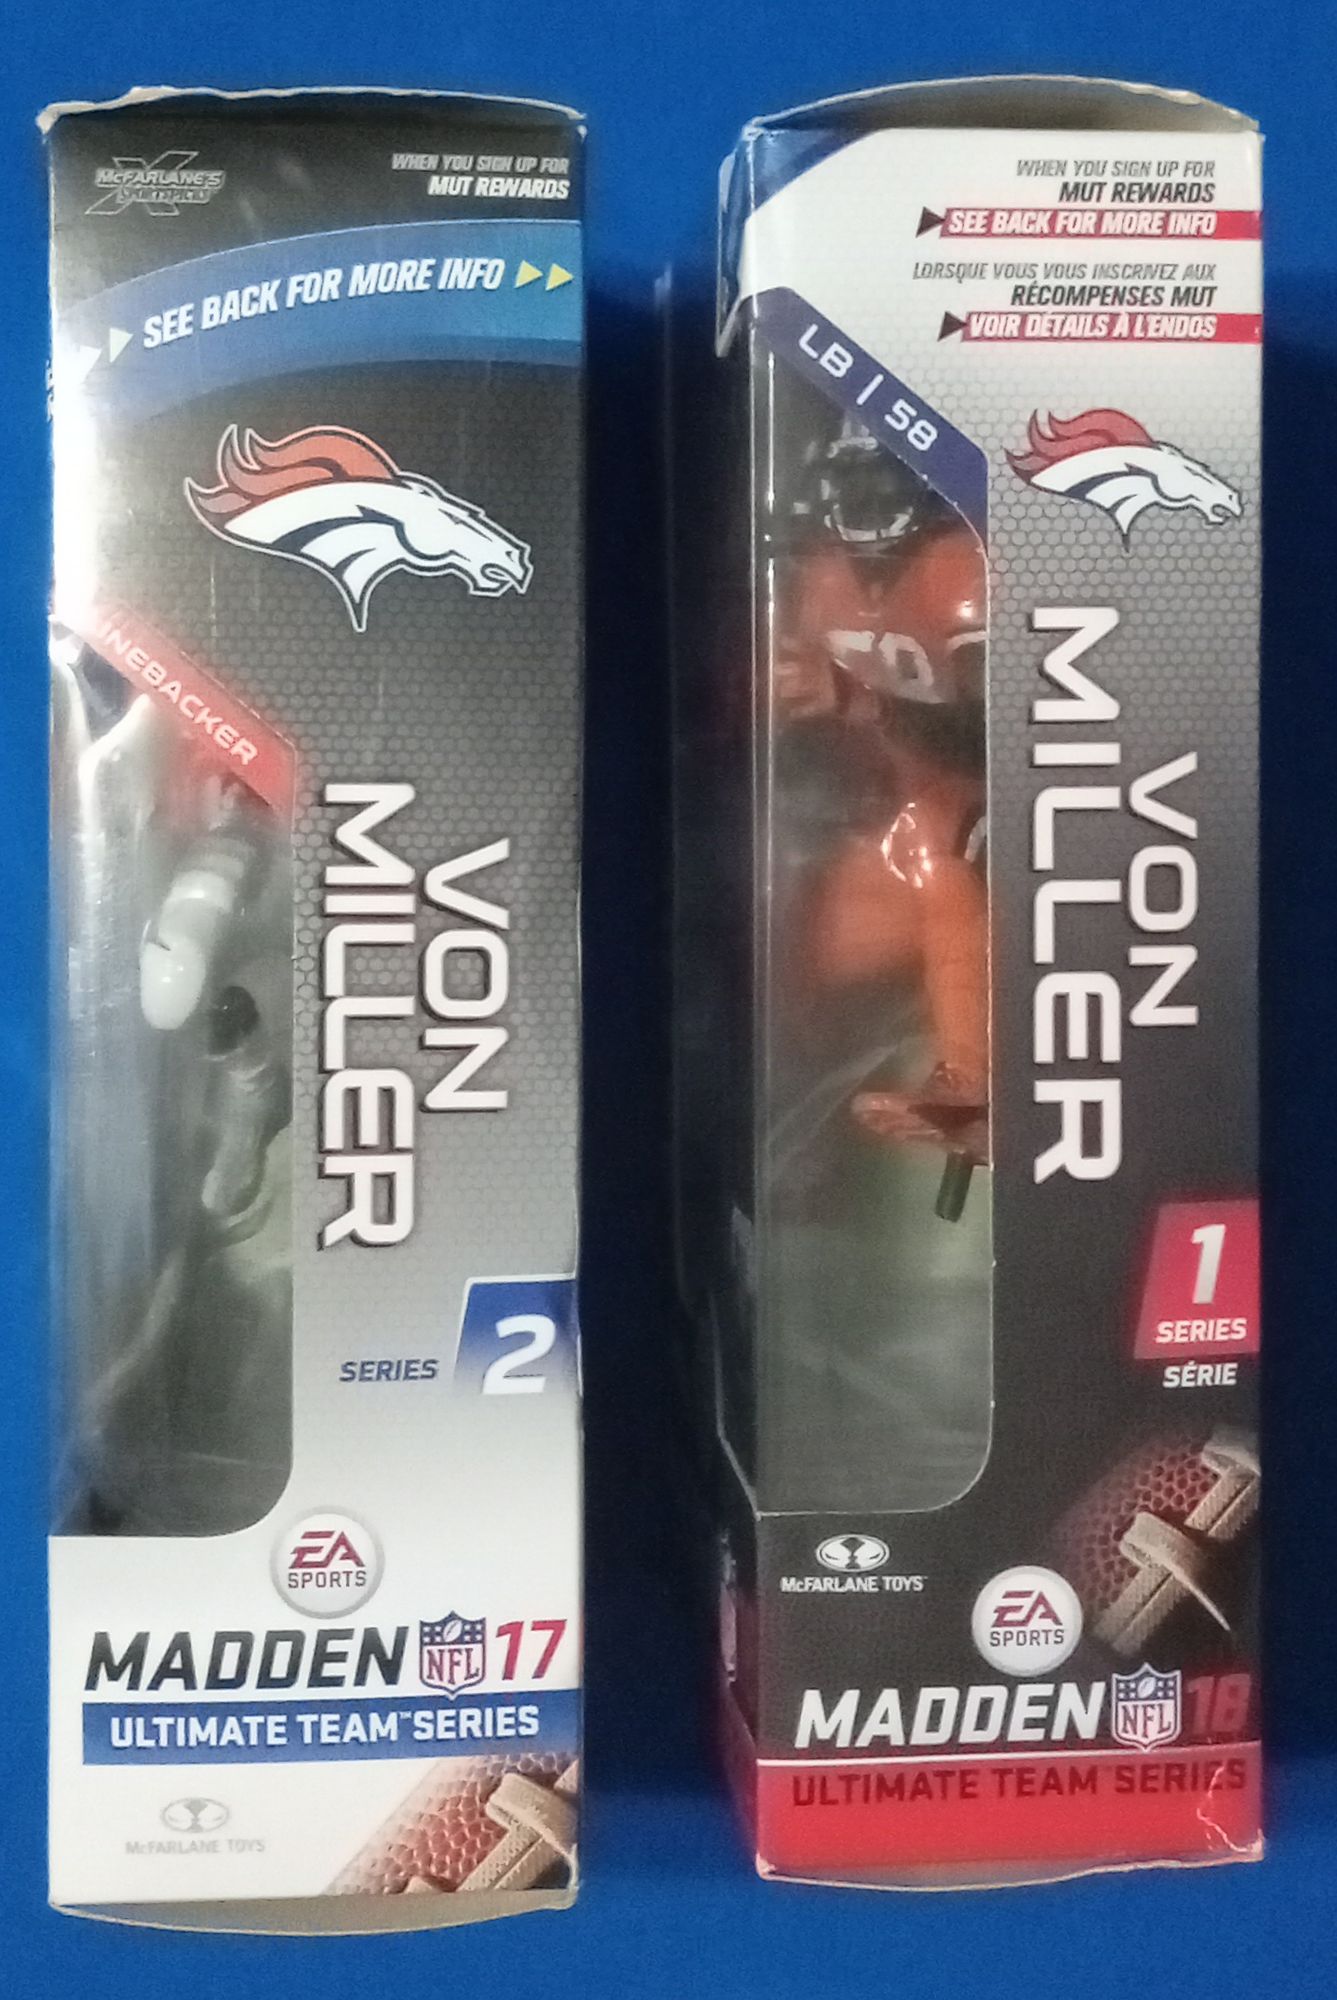 McFARLANE'S
SPORTSPICKS
WHEN YOU SIGN UP FOR
MUT REWARDS
SEE BACK FOR MORE INFO
LINEBACKER
VON
MILLER
SERIES 2
EA
SPORTS
MADDEN NFL 17
ULTIMATE TEAM™ SERIES
McFARLANE TOYS
WHEN YOU SIGN UP FOR
MUT REWARDS
SEE BACK FOR MORE INFO
LORSQUE VOUS VOUS INSCRIVEZ AUX
RÉCOMPENSES MUT
VOIR DÉTAILS À L'ENDOS
LB | 58
VON
MILLER
1
SERIES
SÉRIE
McFARLANE TOYS™
EA
SPORTS
MADDEN NFL 18
ULTIMATE TEAM™ SERIES